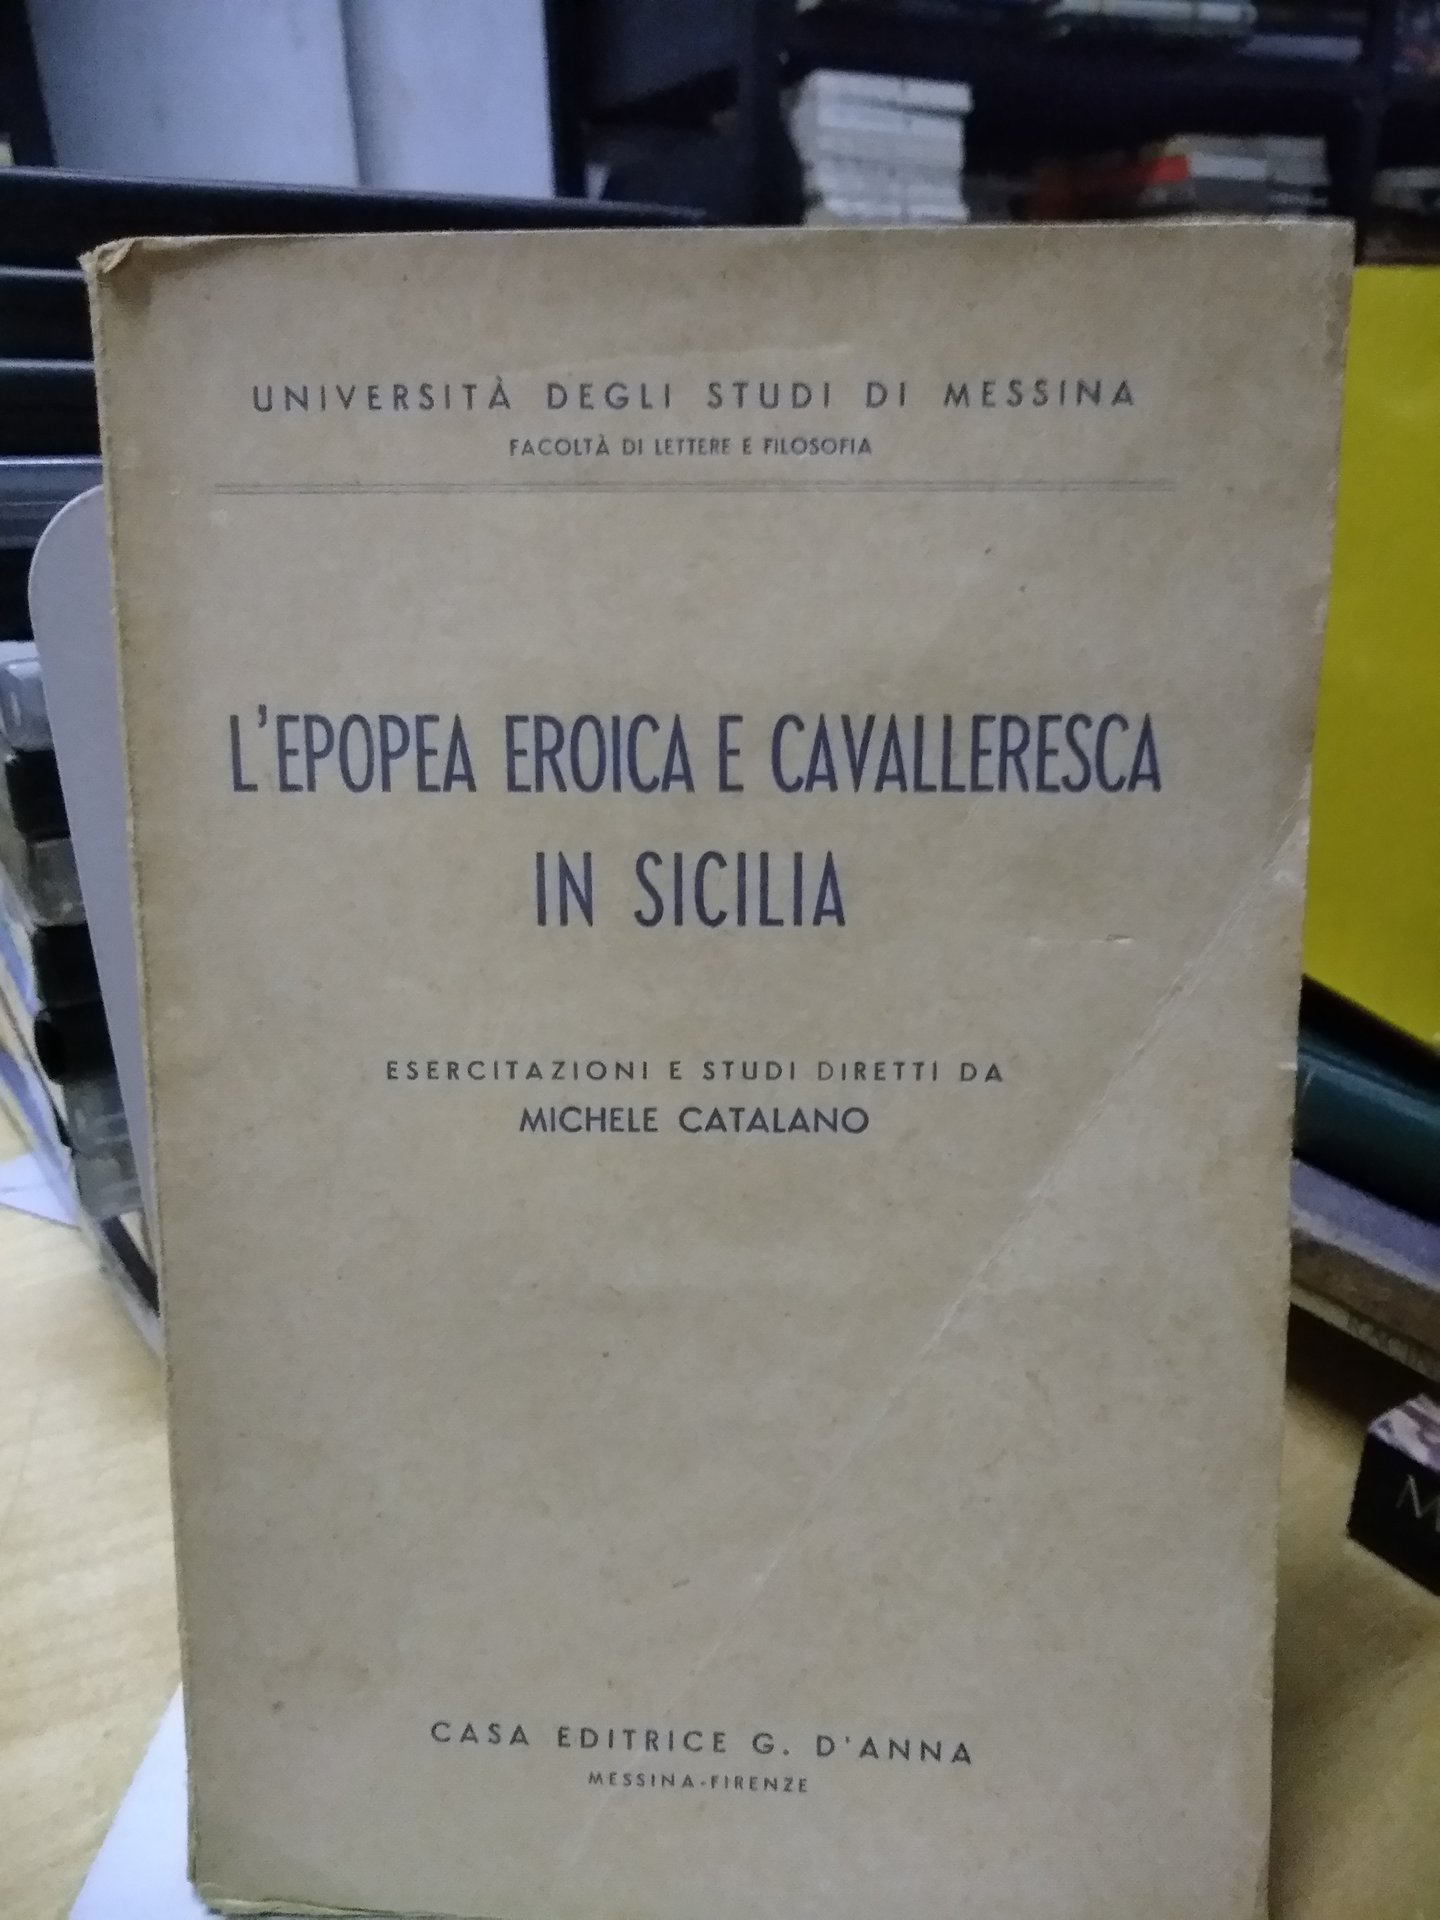 UNIVERSITÀ DEGLI STUDI DI MESSINA
FACOLTÀ DI LETTERE E FILOSOFIA
L'EPOPEA EROICA E CAVALLERESCA
IN SICILIA
ESERCITAZIONI E STUDI DIRETTI DA
MICHELE CATALANO
CASA EDITRICE G. D'ANNA
MESSINA-FIRENZE